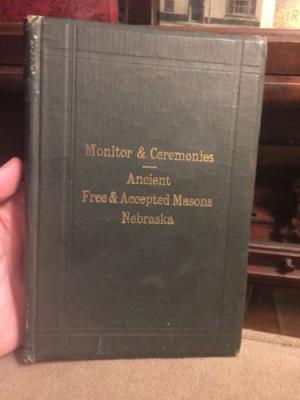 Monitor & Ceremonies
Ancient
Free & Accepted Masons
Nebraska